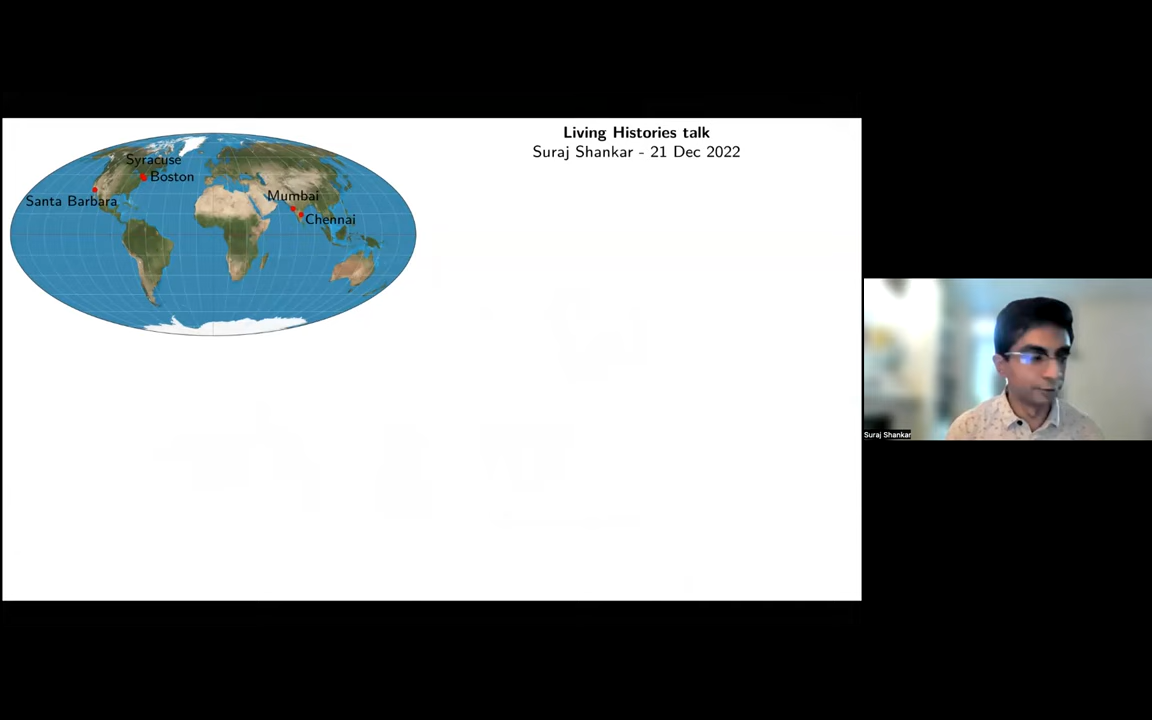 Living Histories talk
Suraj Shankar - 21 Dec 2022
Syracuse
Boston
Santa Barbara
Mumbai
Chennai
Suraj Shankar